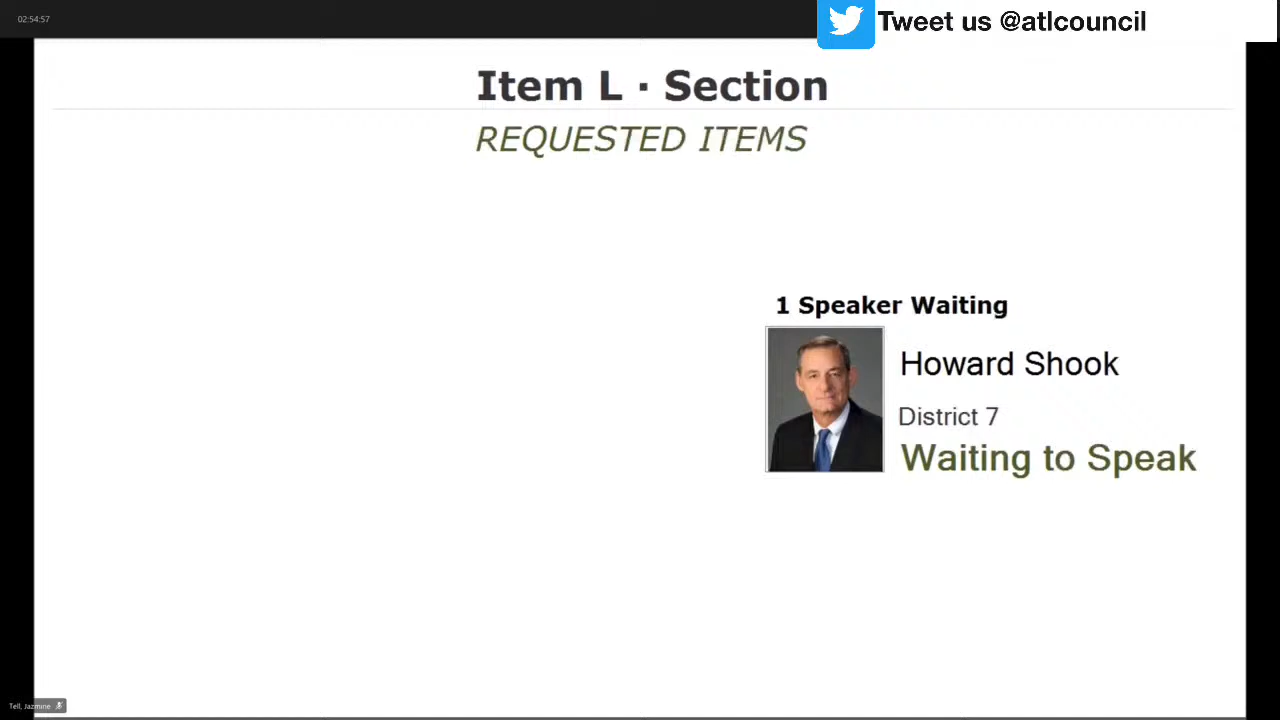 02:54:57
Tweet us @atlcouncil
Item L · Section
REQUESTED ITEMS
1 Speaker Waiting
Howard Shook
District 7
Waiting to Speak
Tell, Jazmine